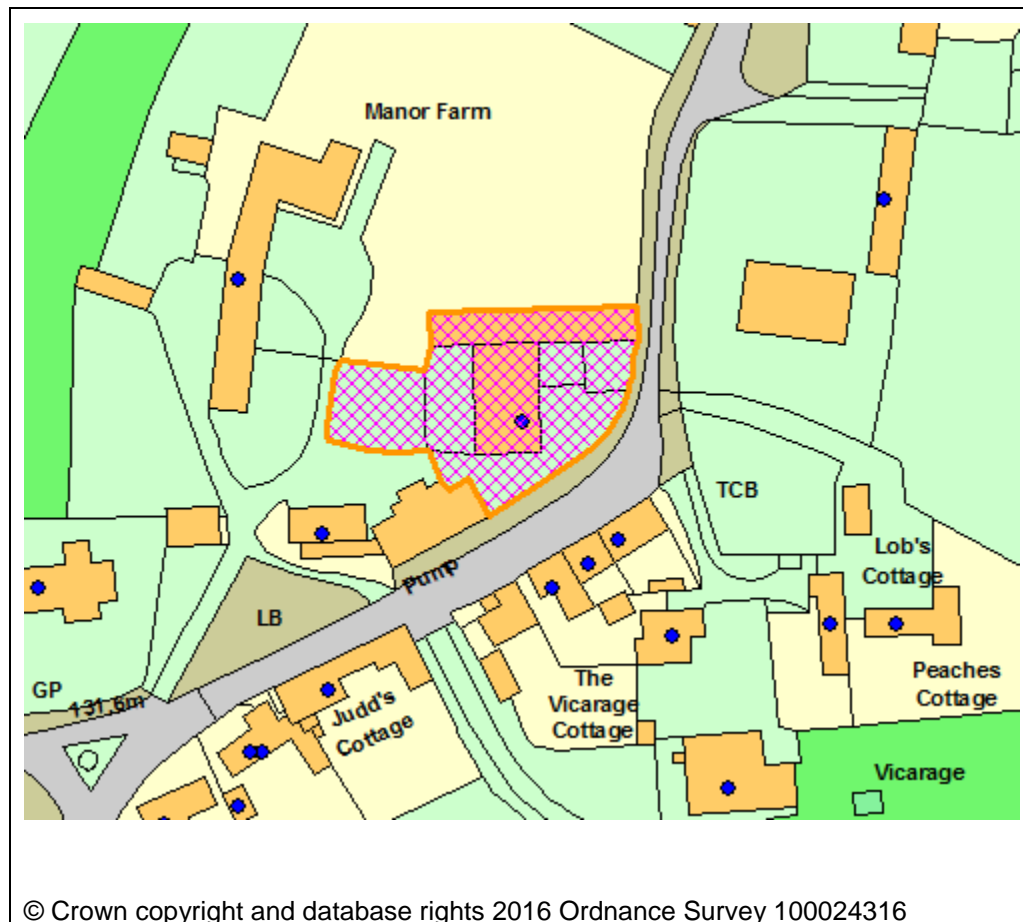 Manor Farm
TCB
Pump
Lob's
Cottage
LB
GP
131.6m
Judd's
Cottage
The
Vicarage
Cottage
Peaches
Cottage
Vicarage
© Crown copyright and database rights 2016 Ordnance Survey 100024316